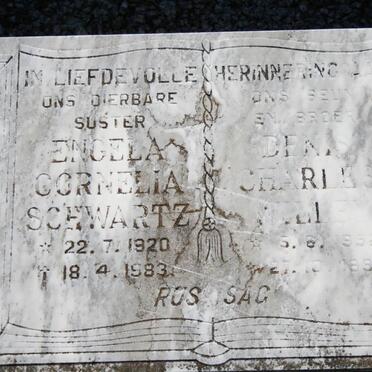 IN LIEFDEVOLLE HERINNERING
ONS DIERBARE
SUSTER
ENGELA
CORNELIA
SCHWARTZ
* 22.7.1920
† 18.4.1983
ONS SEUN
EN BROER
DENIS
CHARLES
RUS SAG